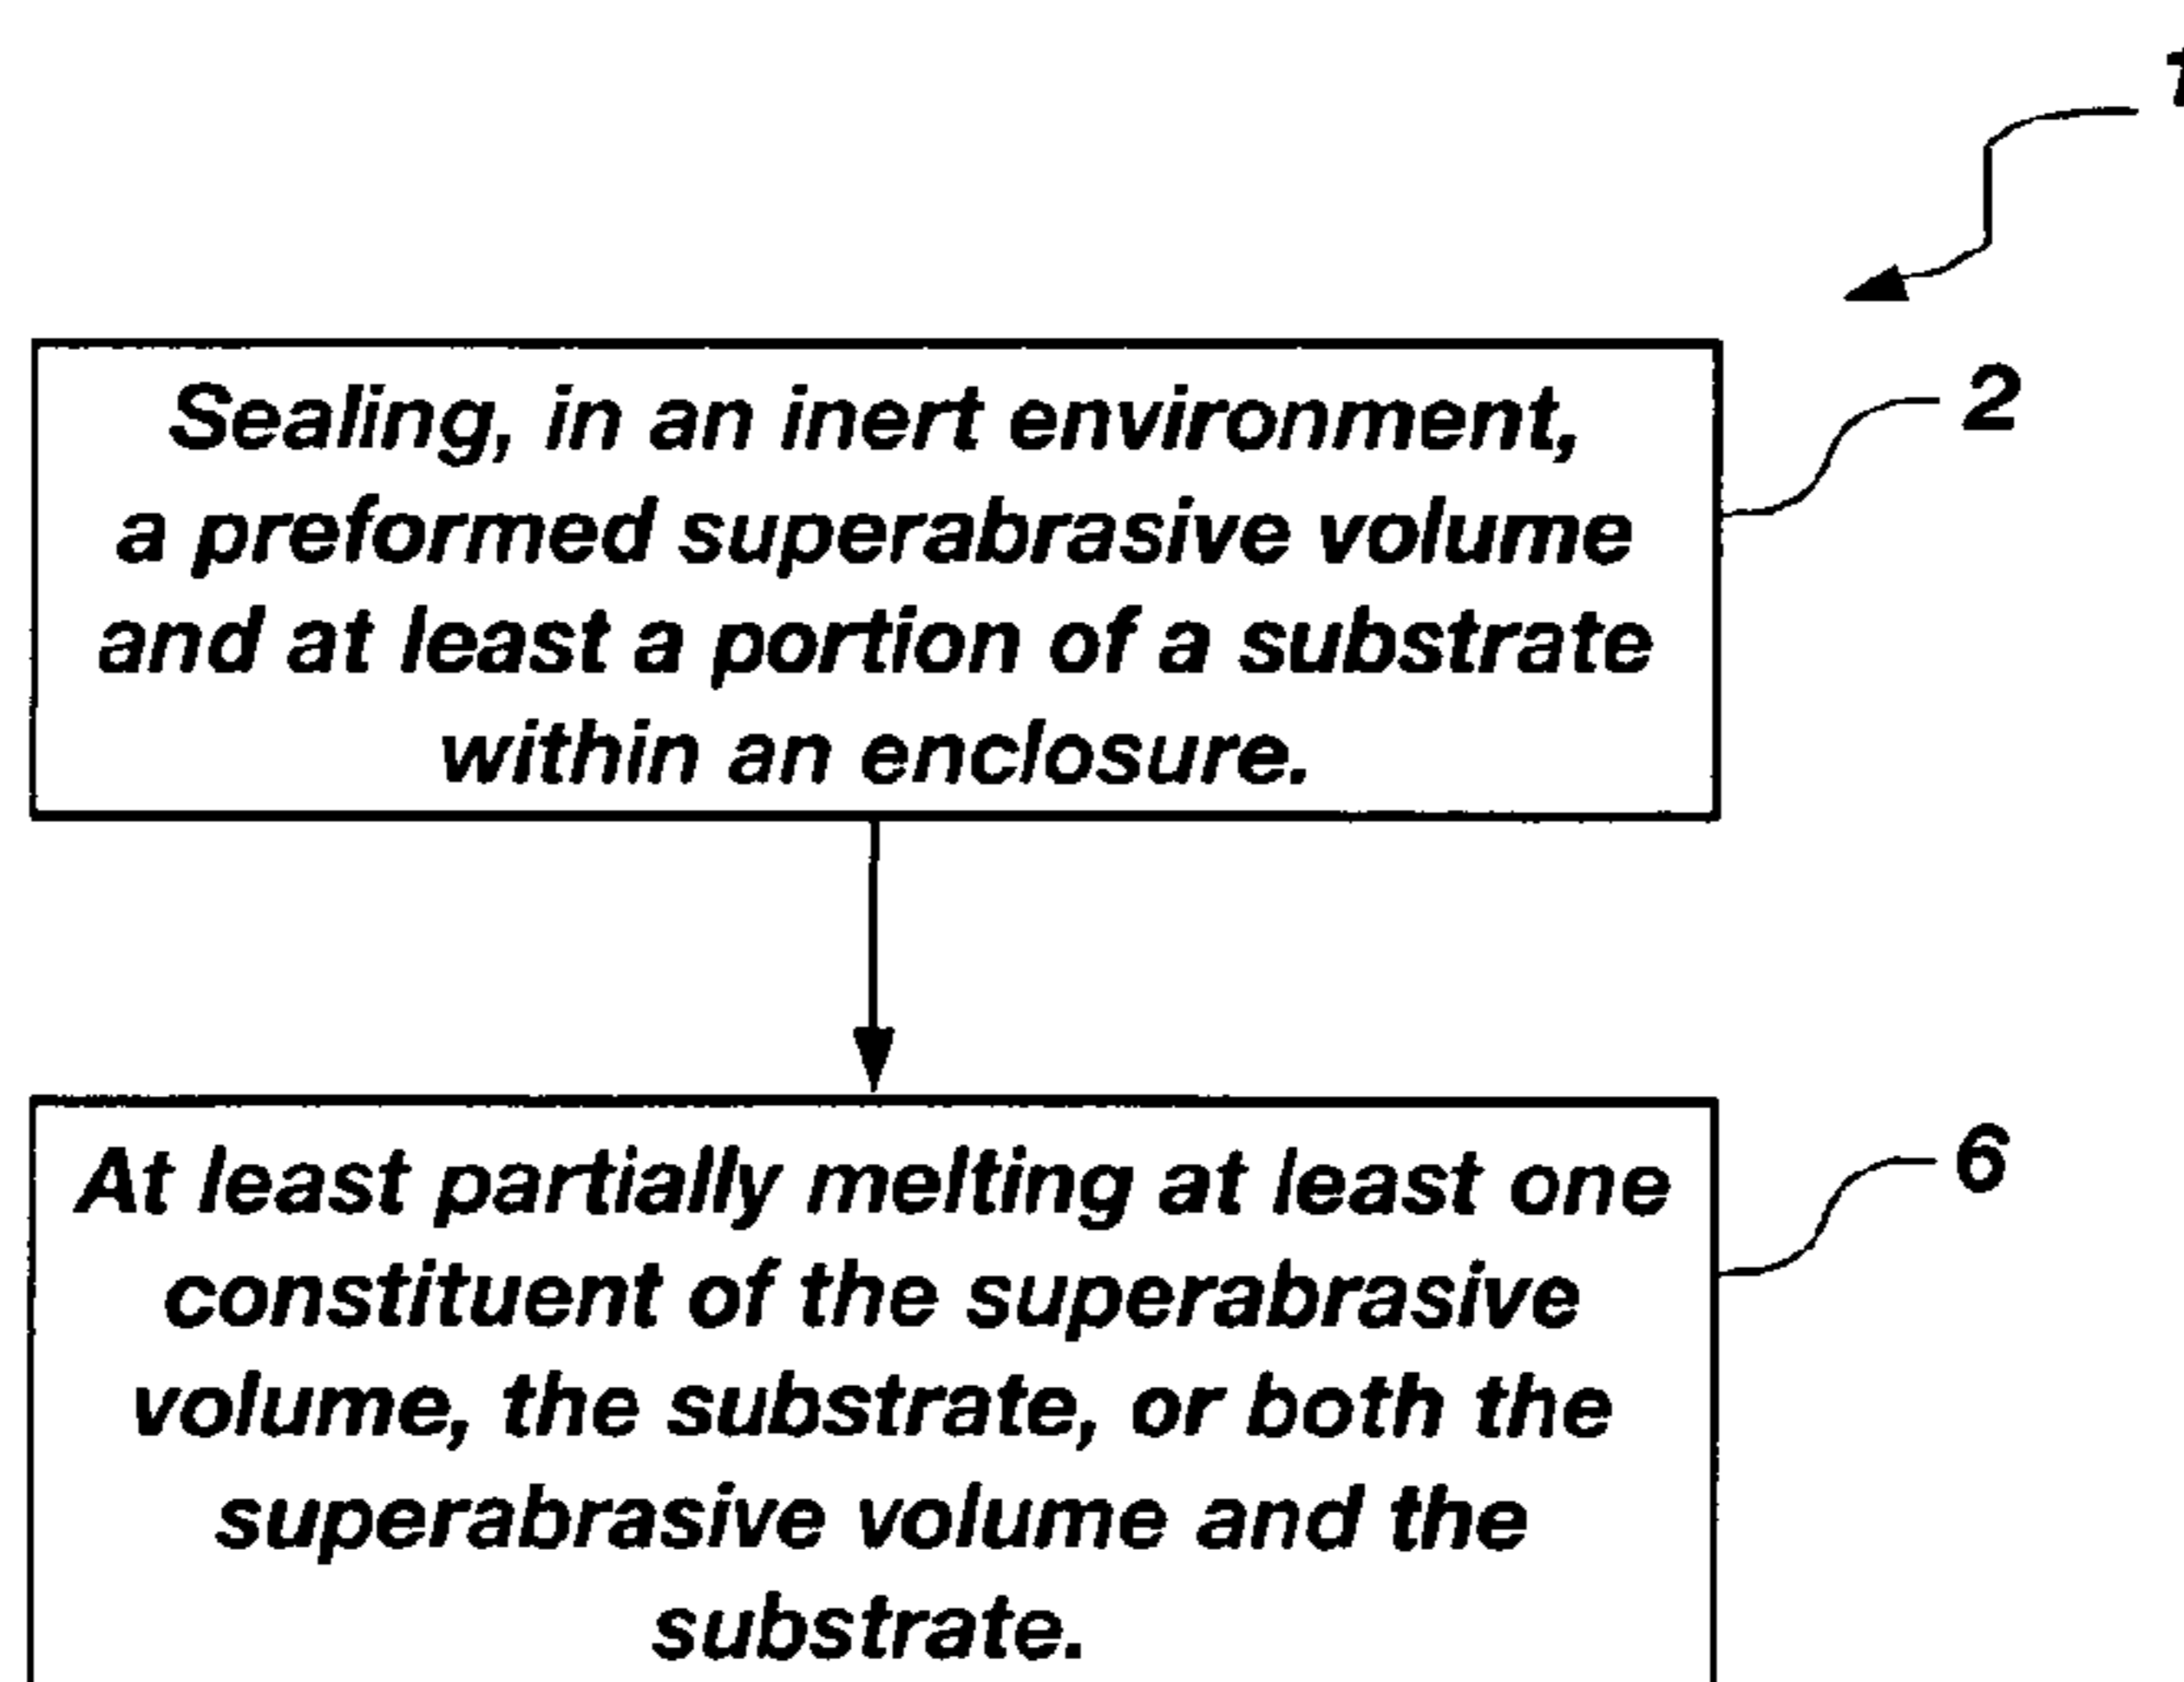 Sealing, in an inert environment,
2
a preformed superabrasive volume
and at least a portion of a substrate
within an enclosure.
At least partially melting at least one
6
constituent of the superabrasive
volume, the substrate, or both the
superabrasive volume and the
substrate.